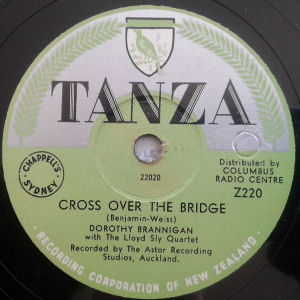 TANZA
CHAPPELL'S
SYDNEY
22020
Distributed by
COLUMBUS
RADIO CENTRE
Z220
CROSS OVER THE BRIDGE
(Benjamin-Weiss)
DOROTHY BRANNIGAN
with The Lloyd Sly Quartet
Recorded by The Astor Recording
Studios, Auckland.
· RECORDING CORPORATION OF NEW ZEALAND ·